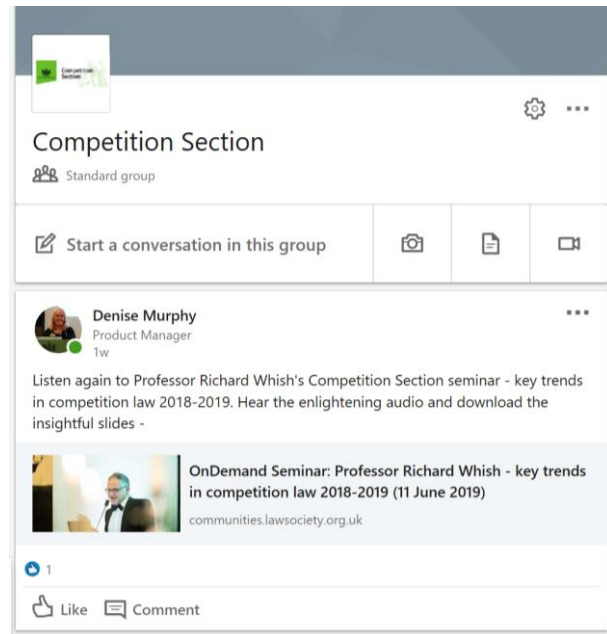 Competition
Section
Competition Section
Standard group
Start a conversation in this group
Denise Murphy
Product Manager
1w
Listen again to Professor Richard Whish's Competition Section seminar - key trends
in competition law 2018-2019. Hear the enlightening audio and download the
insightful slides -
OnDemand Seminar: Professor Richard Whish - key trends
in competition law 2018-2019 (11 June 2019)
communities.lawsociety.org.uk
1
Like
Comment